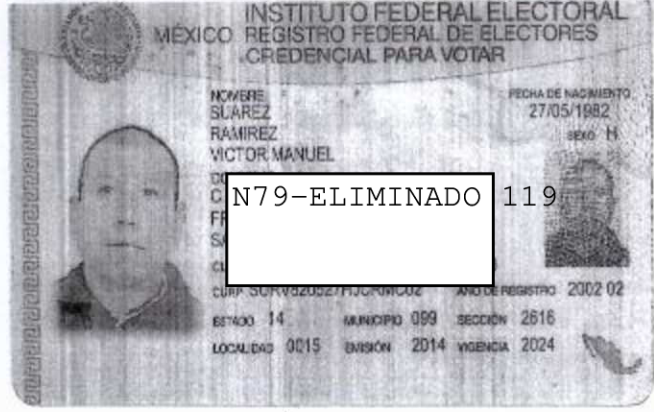 INSTITUTO FEDERAL ELECTORAL
MÉXICO REGISTRO FEDERAL DE ELECTORES
CREDENCIAL PARA VOTAR
NOMBRE
SUAREZ
RAMIREZ
VICTOR MANUEL
FECHA DE NACIMIENTO
27/05/1982
SEXO H
N79-ELIMINADO 119
CURP
AÑO DE REGISTRO 2002 02
ESTADO 14 MUNICIPIO 099 SECCIÓN 2616
LOCALIDAD 0015 EMISIÓN 2014 VIGENCIA 2024